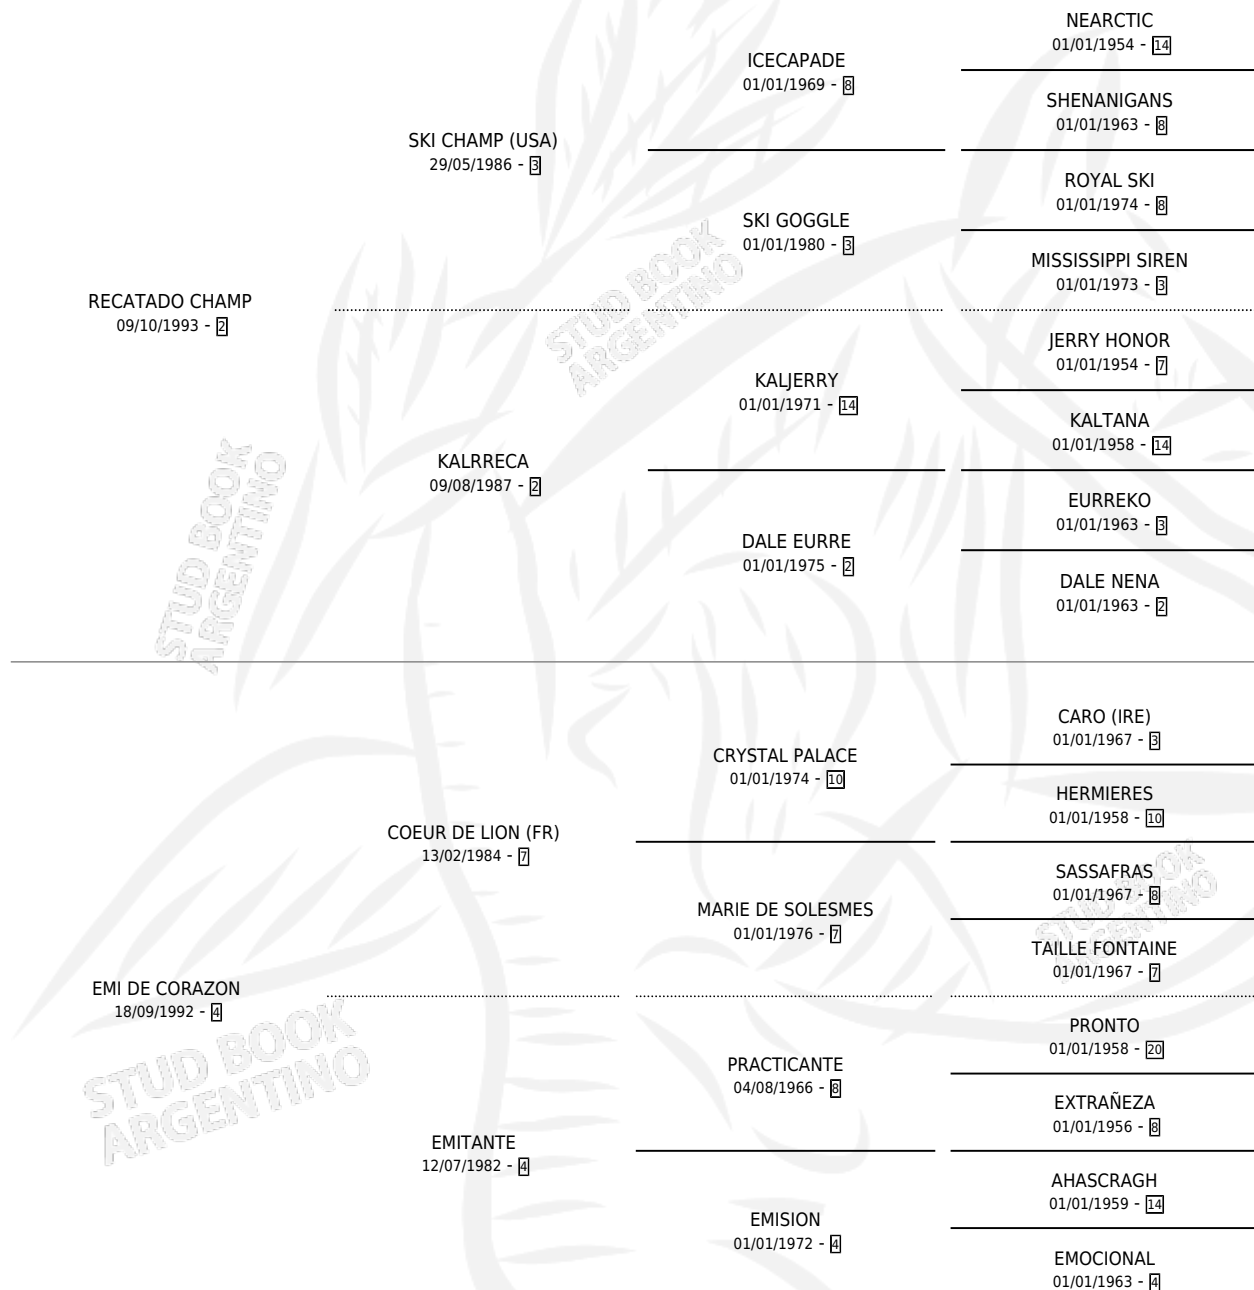 NEARCTIC
01/01/1954 - 14
ICECAPADE
01/01/1969 - 8
SHENANIGANS
01/01/1963 - 8
SKI CHAMP (USA)
29/05/1986 - 3
ROYAL SKI
01/01/1974 - 8
SKI GOGGLE
01/01/1980 - 3
MISSISSIPPI SIREN
01/01/1973 - 3
RECATADO CHAMP
09/10/1993 - 2
STUD BOOK
ARGENTINO
JERRY HONOR
01/01/1954 - 7
KALJERRY
01/01/1971 - 14
KALTANA
01/01/1958 - 14
KALRRECA
09/08/1987 - 2
EURREKO
01/01/1963 - 3
DALE EURRE
01/01/1975 - 2
DALE NENA
01/01/1963 - 2
STUD BOOK
ARGENTINO
CARO (IRE)
01/01/1967 - 3
CRYSTAL PALACE
01/01/1974 - 10
HERMIERES
01/01/1958 - 10
COEUR DE LION (FR)
13/02/1984 - 7
SASSAFRAS
01/01/1967 - 8
MARIE DE SOLESMES
01/01/1976 - 7
TAILLE FONTAINE
01/01/1967 - 7
STUD BOOK
ARGENTINO
EMI DE CORAZON
18/09/1992 - 4
STUD BOOK
ARGENTINO
PRONTO
01/01/1958 - 20
PRACTICANTE
04/08/1966 - 8
EXTRAÑEZA
01/01/1956 - 8
EMITANTE
12/07/1982 - 4
AHASCRAGH
01/01/1959 - 14
EMISION
01/01/1972 - 4
EMOCIONAL
01/01/1963 - 4